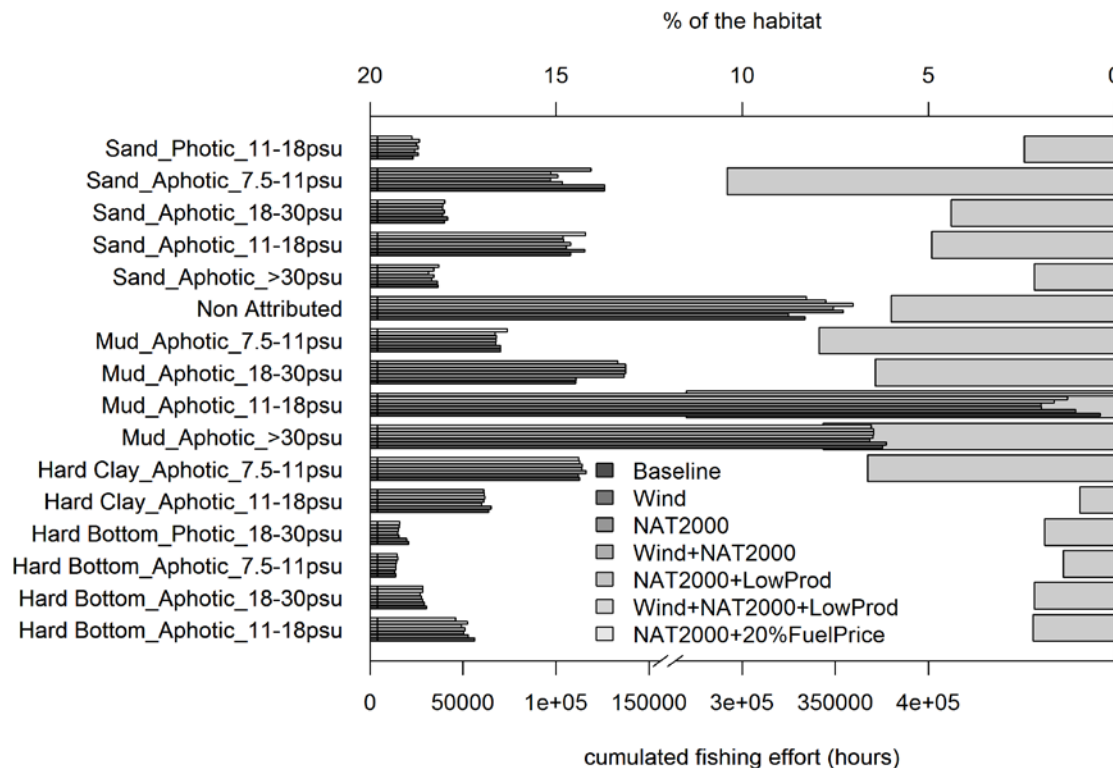 % of the habitat
20 15 10 5 0
Sand_Photic_11-18psu
Sand_Aphotic_7.5-11psu
Sand_Aphotic_18-30psu
Sand_Aphotic_11-18psu
Sand_Aphotic_>30psu
Non Attributed
Mud_Aphotic_7.5-11psu
Mud_Aphotic_18-30psu
Mud_Aphotic_11-18psu
Mud_Aphotic_>30psu
Hard Clay_Aphotic_7.5-11psu
Hard Clay_Aphotic_11-18psu
Hard Bottom_Photic_18-30psu
Hard Bottom_Aphotic_7.5-11psu
Hard Bottom_Aphotic_18-30psu
Hard Bottom_Aphotic_11-18psu
Baseline
Wind
NAT2000
Wind+NAT2000
NAT2000+LowProd
Wind+NAT2000+LowProd
NAT2000+20%FuelPrice
0 50000 1e+05 150000 3e+05 350000 4e+05
cumulated fishing effort (hours)